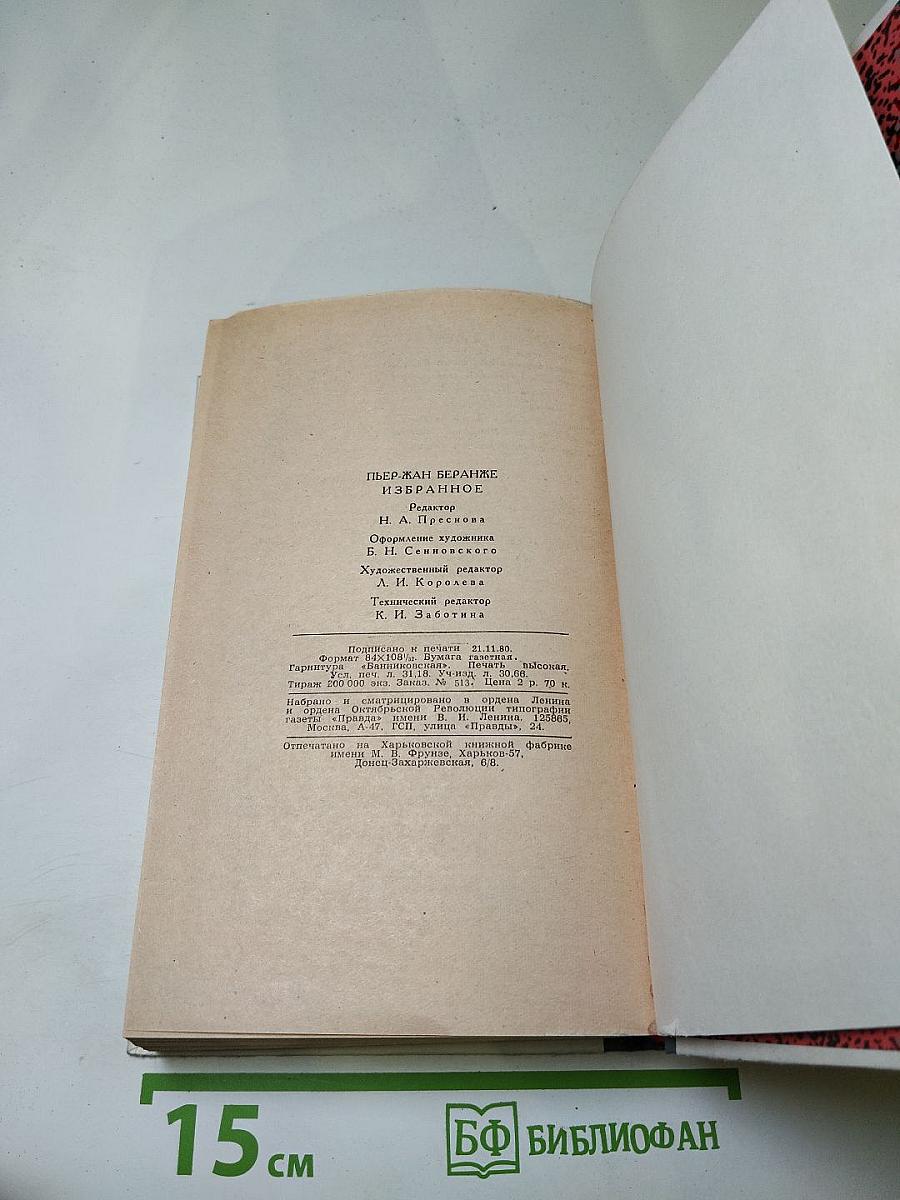 ПЬЕР-ЖАН БЕРАНЖЕ
ИЗБРАННОЕ
Редактор
Н. А. Преснова
Оформление художника
Б. Н. Сенновского
Художественный редактор
Л. И. Королева
Технический редактор
К. И. Заботина
Подписано к печати 21.11.80.
Формат 84×108¹/₃₂. Бумага газетная.
Гарнитура «Банниковская». Печать высокая.
Усл. печ. л. 31,18. Уч-изд. л. 30,66.
Тираж 200 000 экз. Заказ. № 513. Цена 2 р. 70 к.
Набрано и сматрицировано в ордена Ленина
и ордена Октябрьской Революции типографии
газеты «Правда» имени В. И. Ленина. 125865,
Москва, А-47, ГСП, улица «Правды», 24.
Отпечатано на Харьковской книжной фабрике
имени М. В. Фрунзе, Харьков-57,
Донец-Захаржевская, 6/8.
15 см
БФ БИБЛИОФАН